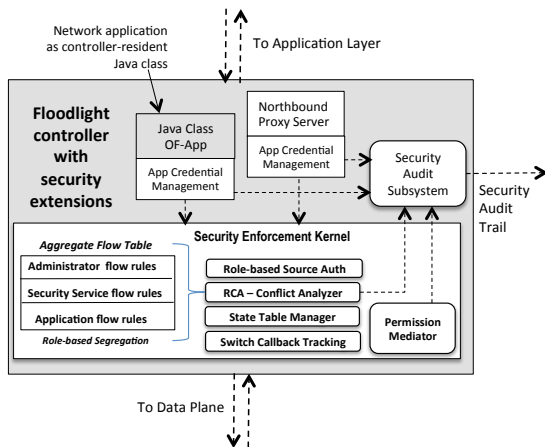 Network application
as controller-resident
Java class
To Application Layer
Floodlight
controller
with
security
extensions
Java Class
OF-App
App Credential
Management
Northbound
Proxy Server
App Credential
Management
Security
Audit
Subsystem
Security
Audit
Trail
Security Enforcement Kernel
Aggregate Flow Table
Administrator flow rules
Security Service flow rules
Application flow rules
Role-based Segregation
Role-based Source Auth
RCA – Conflict Analyzer
State Table Manager
Switch Callback Tracking
Permission
Mediator
To Data Plane